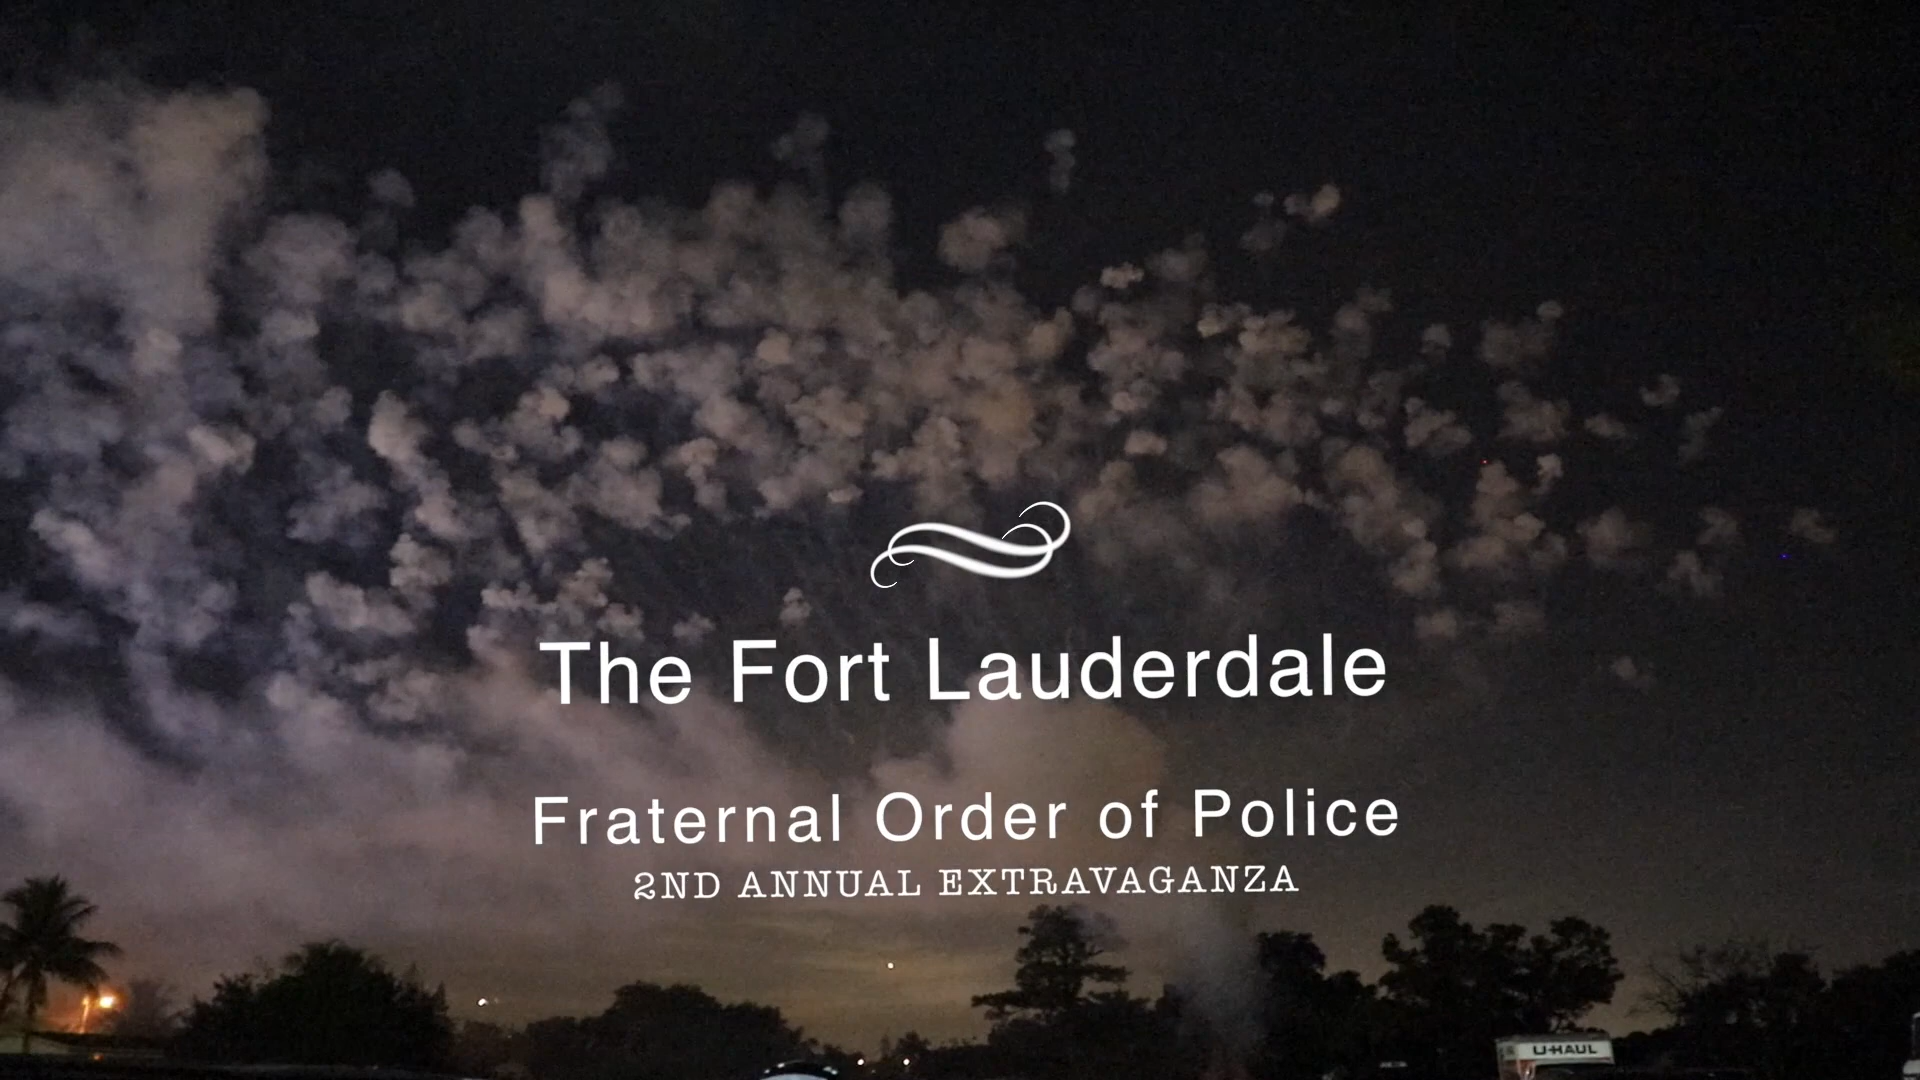 The Fort Lauderdale
Fraternal Order of Police
2ND ANNUAL EXTRAVAGANZA
U-HAUL